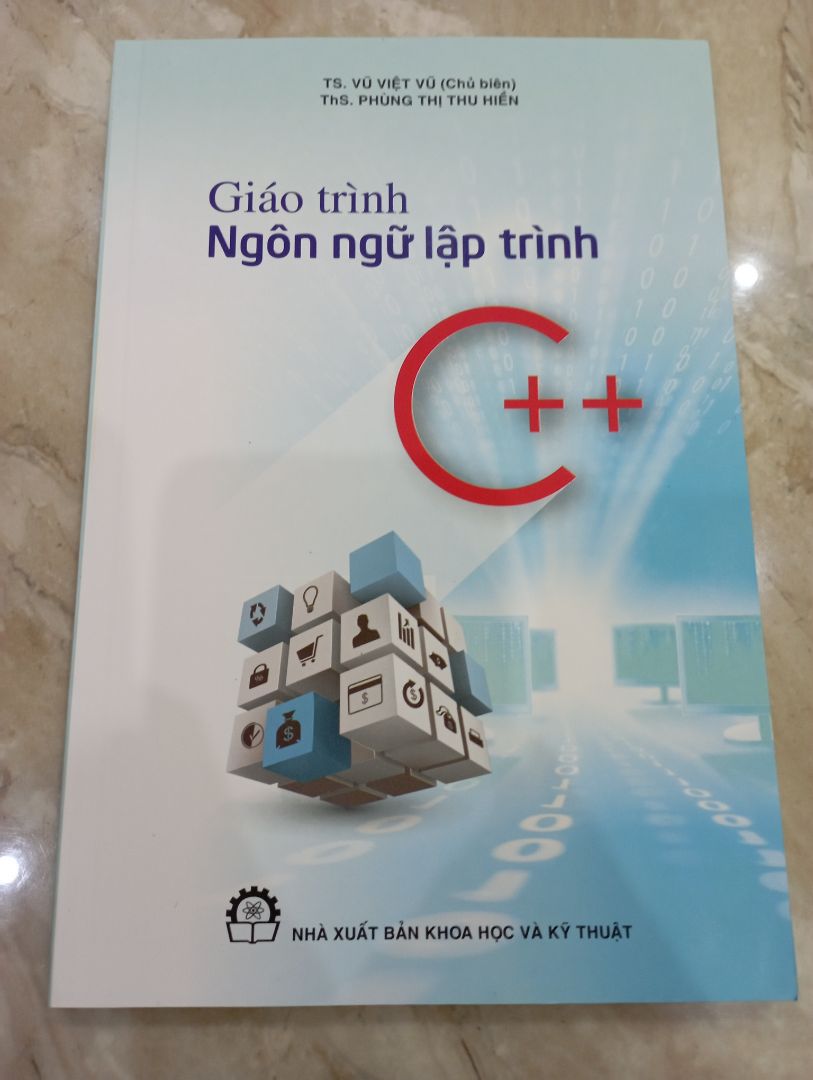 TS. VŨ VIỆT VŨ (Chủ biên)
ThS. PHÙNG THỊ THU HIỀN
Giáo trình
Ngôn ngữ lập trình
C++
NHÀ XUẤT BẢN KHOA HỌC VÀ KỸ THUẬT